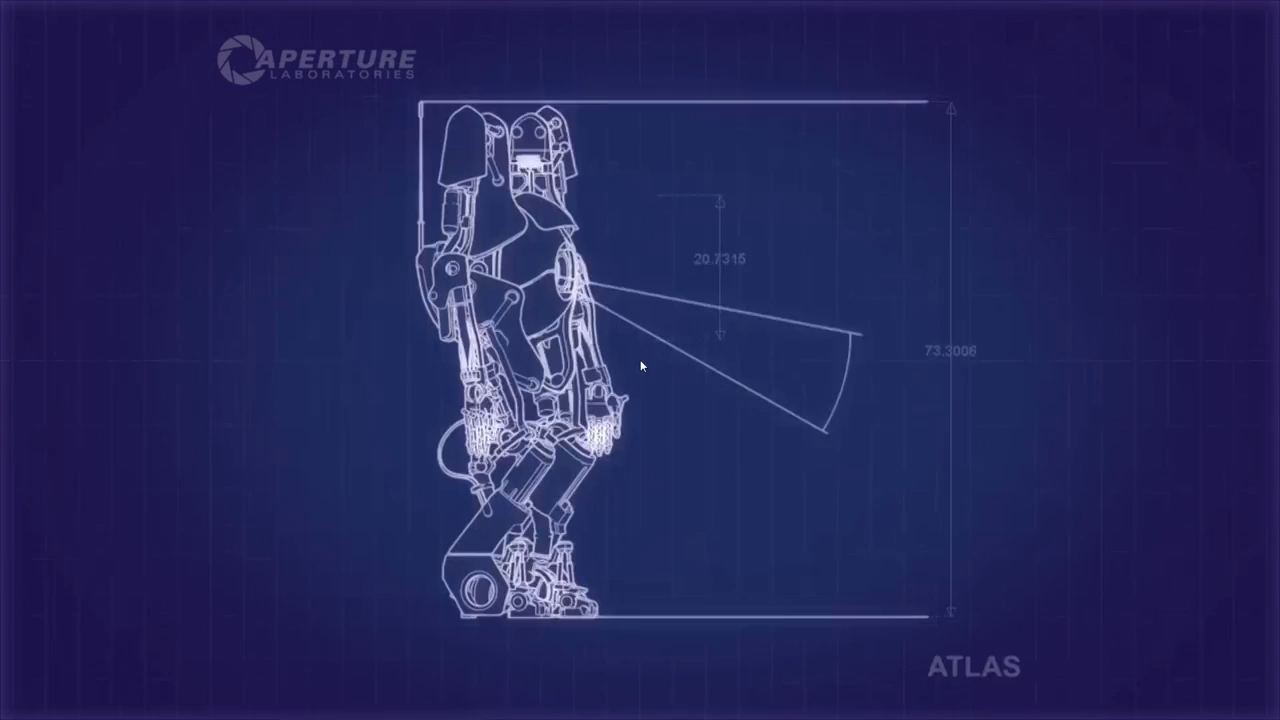 APERTURE
LABORATORIES
20.7315
73.3006
ATLAS